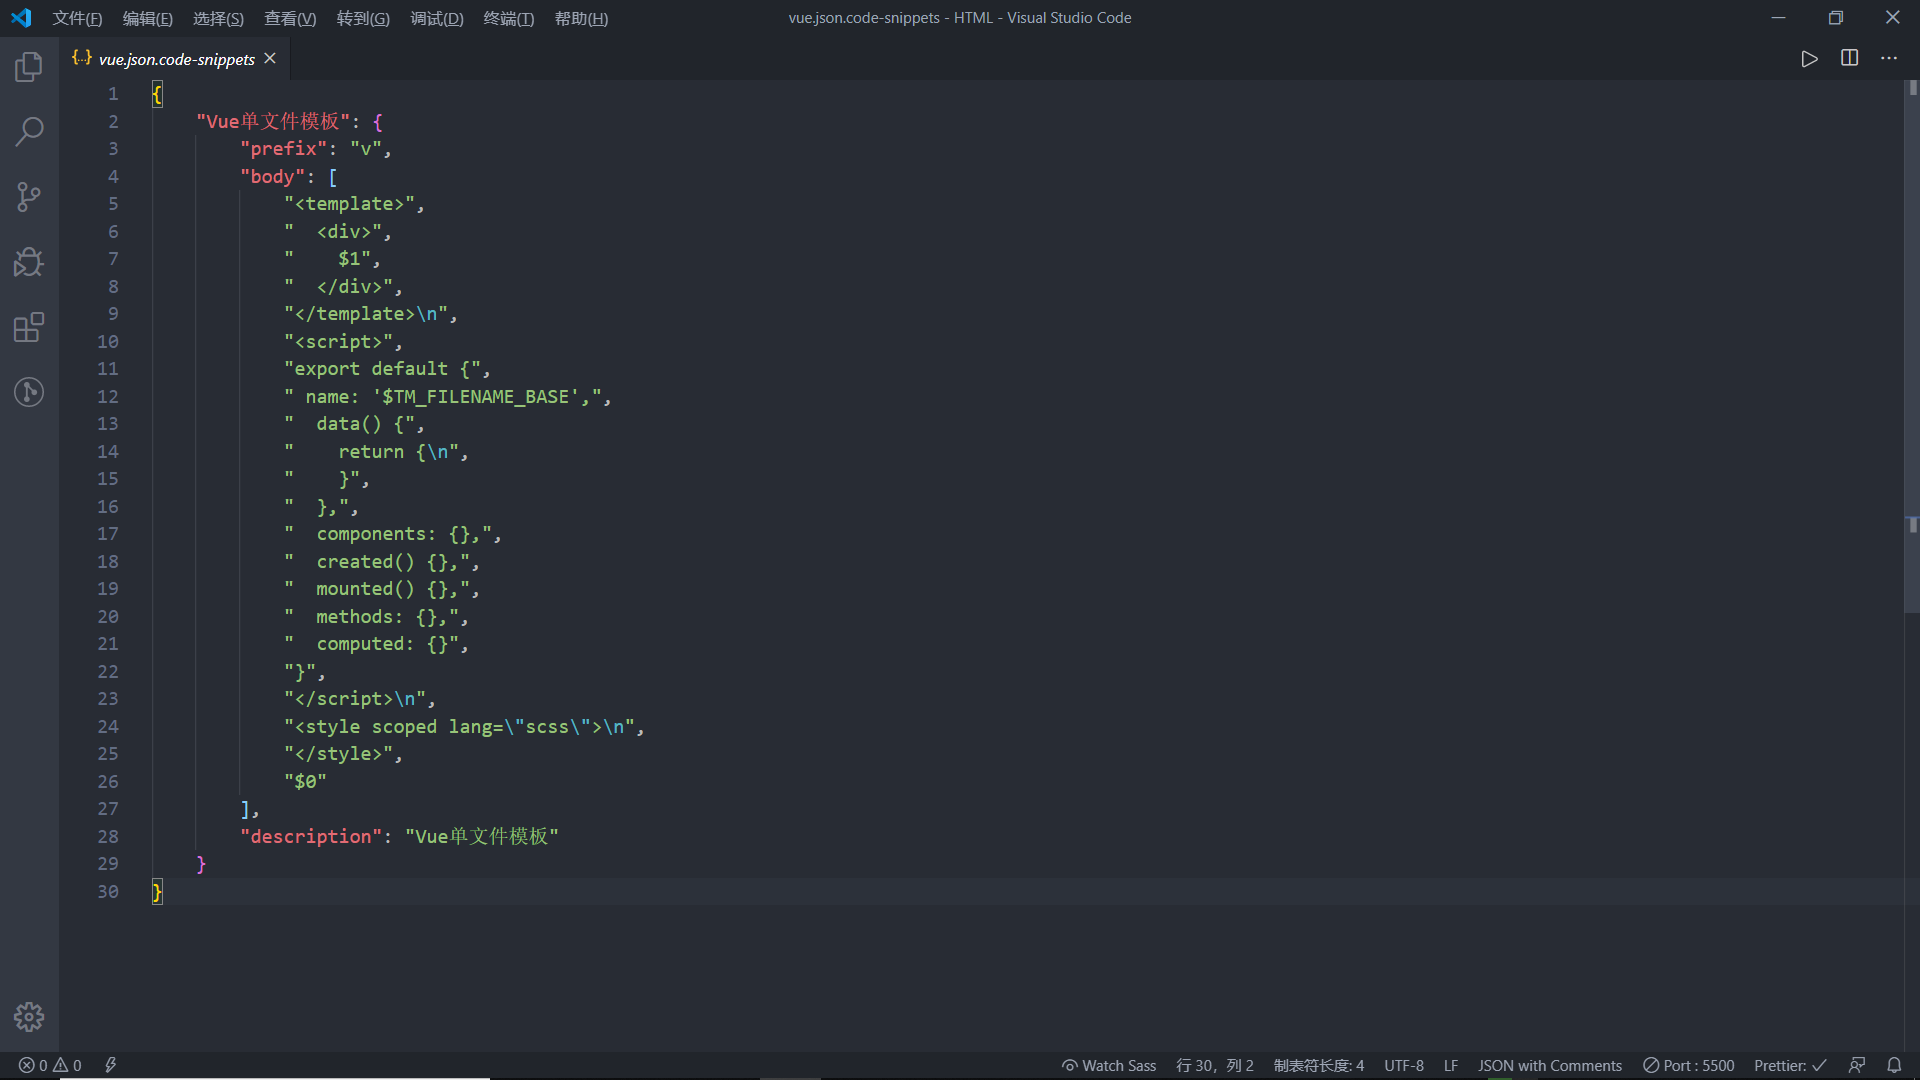 文件(F) 编辑(E) 选择(S) 查看(V) 转到(G) 调试(D) 终端(T) 帮助(H) vue.json.code-snippets - HTML - Visual Studio Code
{..} vue.json.code-snippets
1 {
2     "Vue单文件模板": {
3         "prefix": "v",
4         "body": [
5             "<template>",
6             "  <div>",
7             "    $1",
8             "  </div>",
9             "</template>\n",
10             "<script>",
11             "export default {",
12             " name: '$TM_FILENAME_BASE',",
13             "  data() {",
14             "    return {\n",
15             "    }",
16             "  },",
17             "  components: {},",
18             "  created() {},",
19             "  mounted() {},",
20             "  methods: {},",
21             "  computed: {}",
22             "}",
23             "</script>\n",
24             "<style scoped lang=\"scss\">\n",
25             "</style>",
26             "$0"
27         ],
28         "description": "Vue单文件模板"
29     }
30 }
0 0 Watch Sass 行 30，列 2 制表符长度: 4 UTF-8 LF JSON with Comments Port : 5500 Prettier: ✓